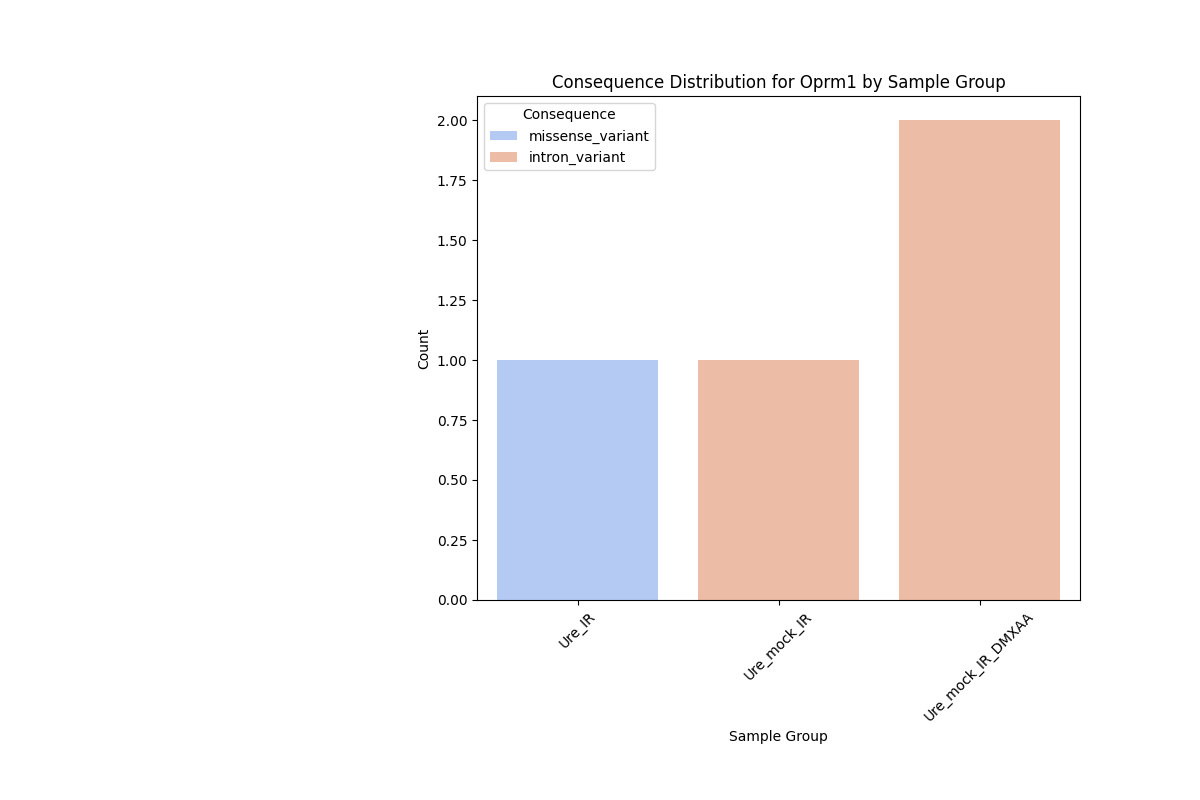 Consequence Distribution for Oprm1 by Sample Group
Consequence
missense_variant
intron_variant
2.00
1.75
1.50
1.25
1.00
0.75
0.50
0.25
0.00
Count
Ure_IR
Ure_mock_IR
Ure_mock_IR_DMXAA
Sample Group